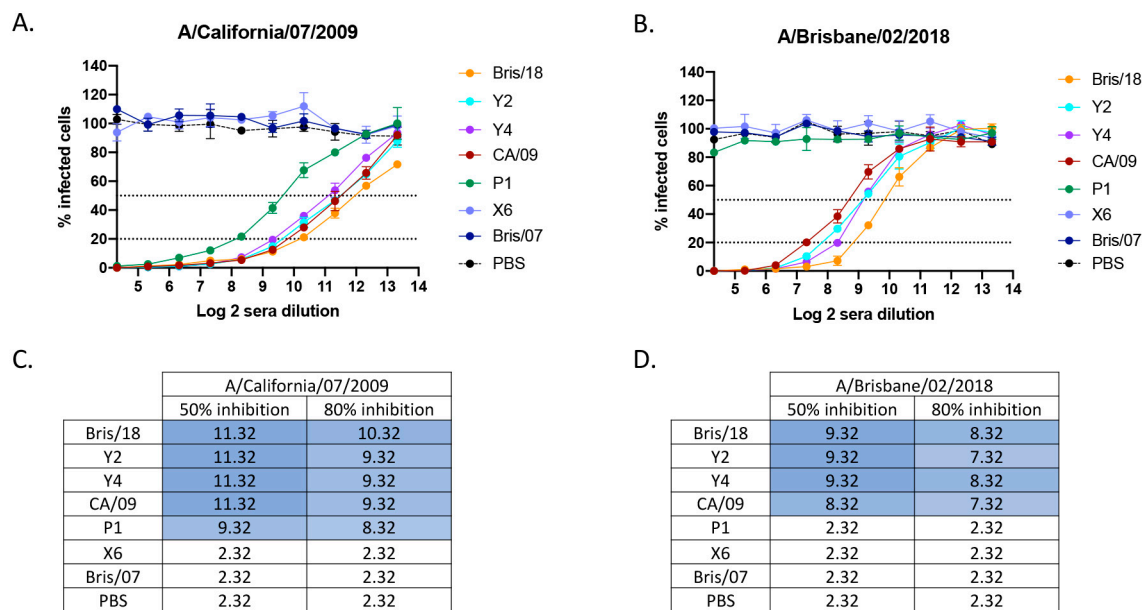 A.
A/California/07/2009
140
120
100
80
60
40
20
0
% infected cells
5 6 7 8 9 10 11 12 13 14
Log 2 sera dilution
Bris/18
Y2
Y4
CA/09
P1
X6
Bris/07
PBS
B.
A/Brisbane/02/2018
140
120
100
80
60
40
20
0
% infected cells
5 6 7 8 9 10 11 12 13 14
Log 2 sera dilution
Bris/18
Y2
Y4
CA/09
P1
X6
Bris/07
PBS
C.
A/California/07/2009
50% inhibition 80% inhibition
Bris/18 11.32 10.32
Y2 11.32 9.32
Y4 11.32 9.32
CA/09 11.32 9.32
P1 9.32 8.32
X6 2.32 2.32
Bris/07 2.32 2.32
PBS 2.32 2.32
D.
A/Brisbane/02/2018
50% inhibition 80% inhibition
Bris/18 9.32 8.32
Y2 9.32 7.32
Y4 9.32 8.32
CA/09 8.32 7.32
P1 2.32 2.32
X6 2.32 2.32
Bris/07 2.32 2.32
PBS 2.32 2.32